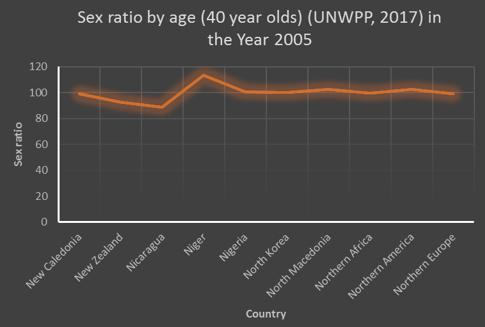 Sex ratio by age (40 year olds) (UNWPP, 2017) in
the Year 2005
120
100
80
60
40
20
0
Sex ratio
New Caledonia
New Zealand
Nicaragua
Niger
Nigeria
North Korea
North Macedonia
Northern Africa
Northern America
Northern Europe
Country